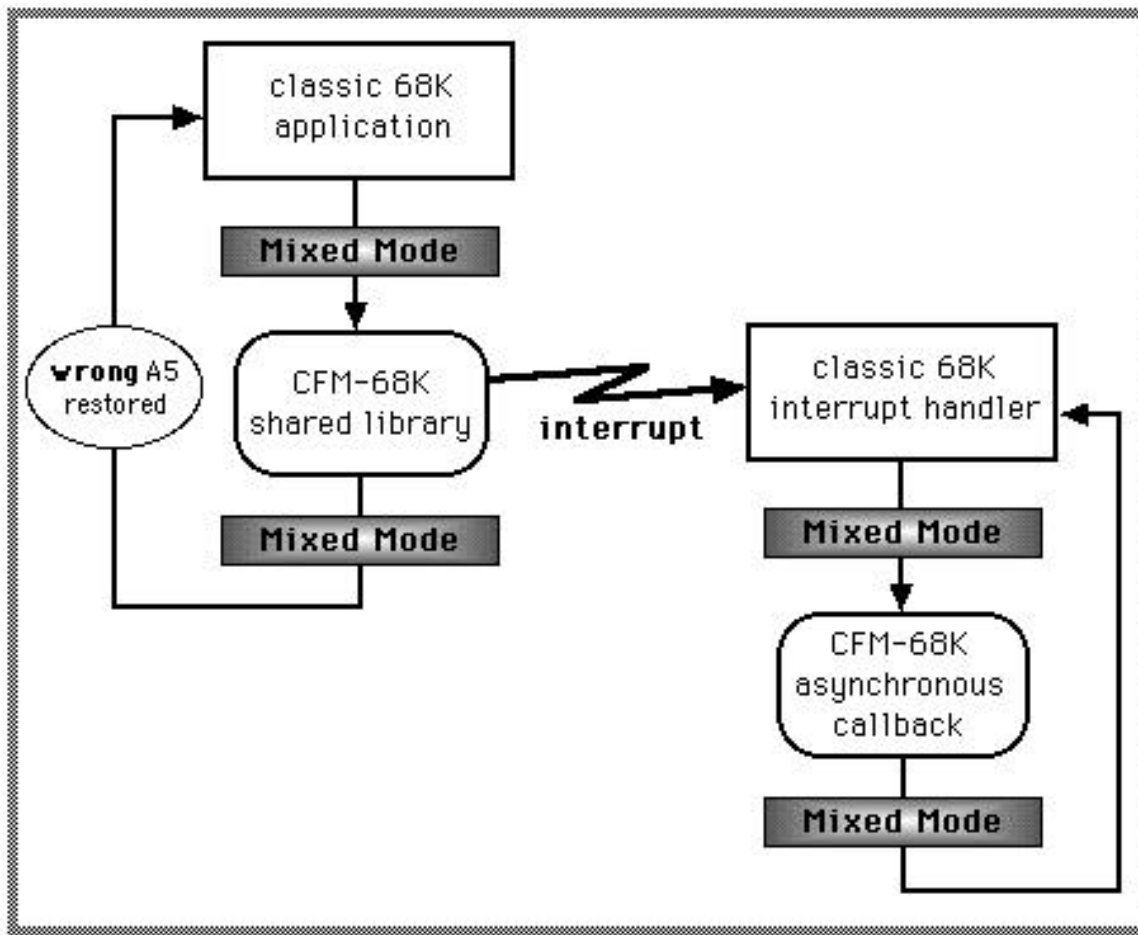 classic 68K
application
Mixed Mode
CFM-68K
shared library
wrong A5
restored
interrupt
classic 68K
interrupt handler
Mixed Mode
Mixed Mode
CFM-68K
asynchronous
callback
Mixed Mode